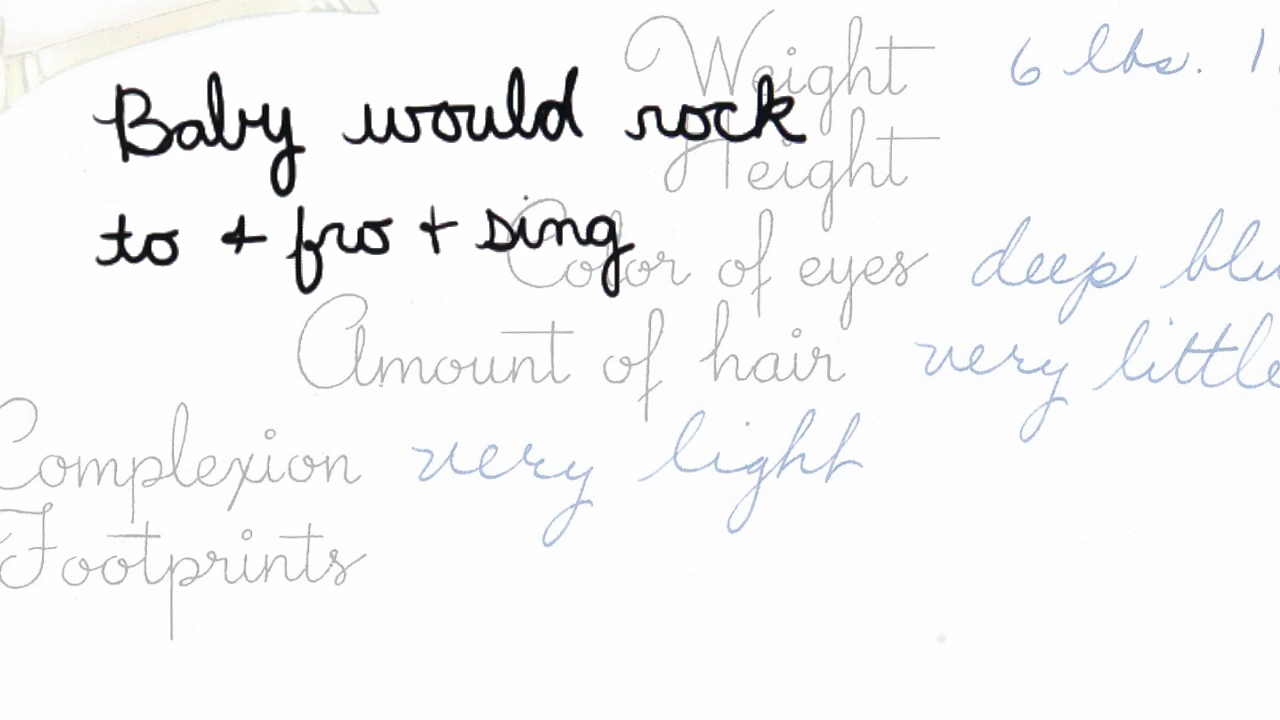 Weight 6 lbs. 1
Baby would rock
Height
to + fro + sing
Color of eyes deep blu
Amount of hair very little
Complexion very light
Footprints